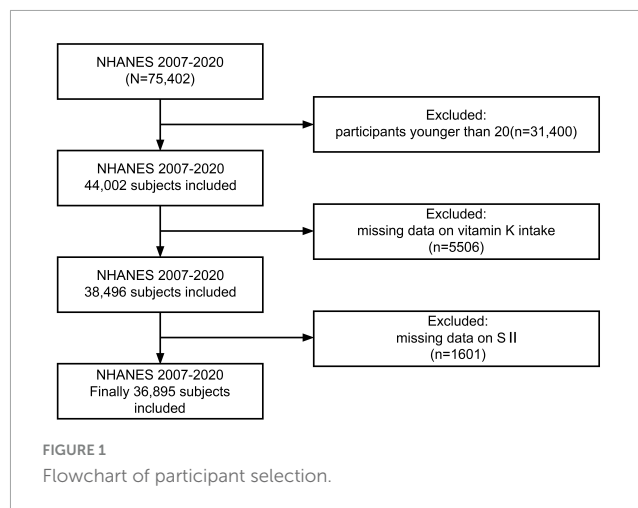 NHANES 2007-2020
(N=75,402)
Excluded:
participants younger than 20(n=31,400)
NHANES 2007-2020
44,002 subjects included
Excluded:
missing data on vitamin K intake
(n=5506)
NHANES 2007-2020
38,496 subjects included
Excluded:
missing data on S II
(n=1601)
NHANES 2007-2020
Finally 36,895 subjects
included
FIGURE 1
Flowchart of participant selection.